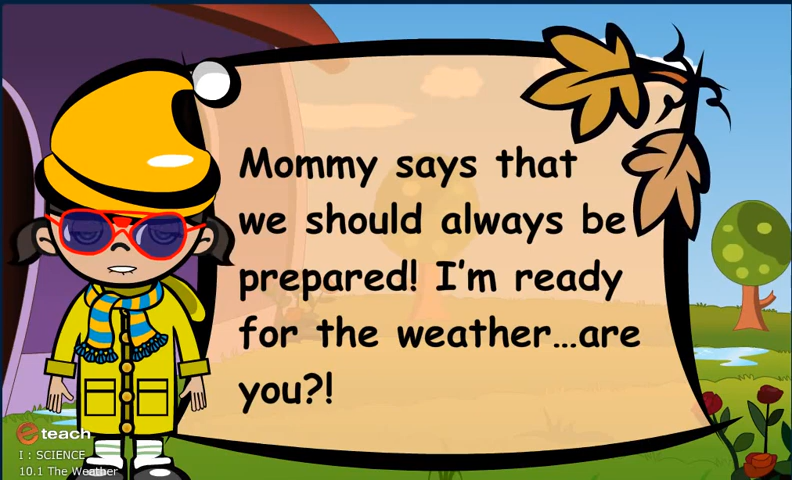 Mommy says that
we should always be
prepared! I'm ready
for the weather...are
you?!
e teach
I : SCIENCE
10.1 The Weather